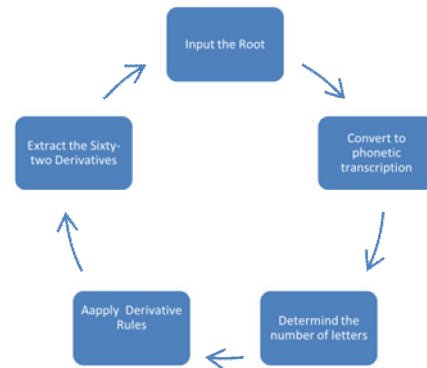 Input the Root
Convert to
phonetic
transcription
Determind the
number of letters
Aapply Derivative
Rules
Extract the Sixty-
two Derivatives